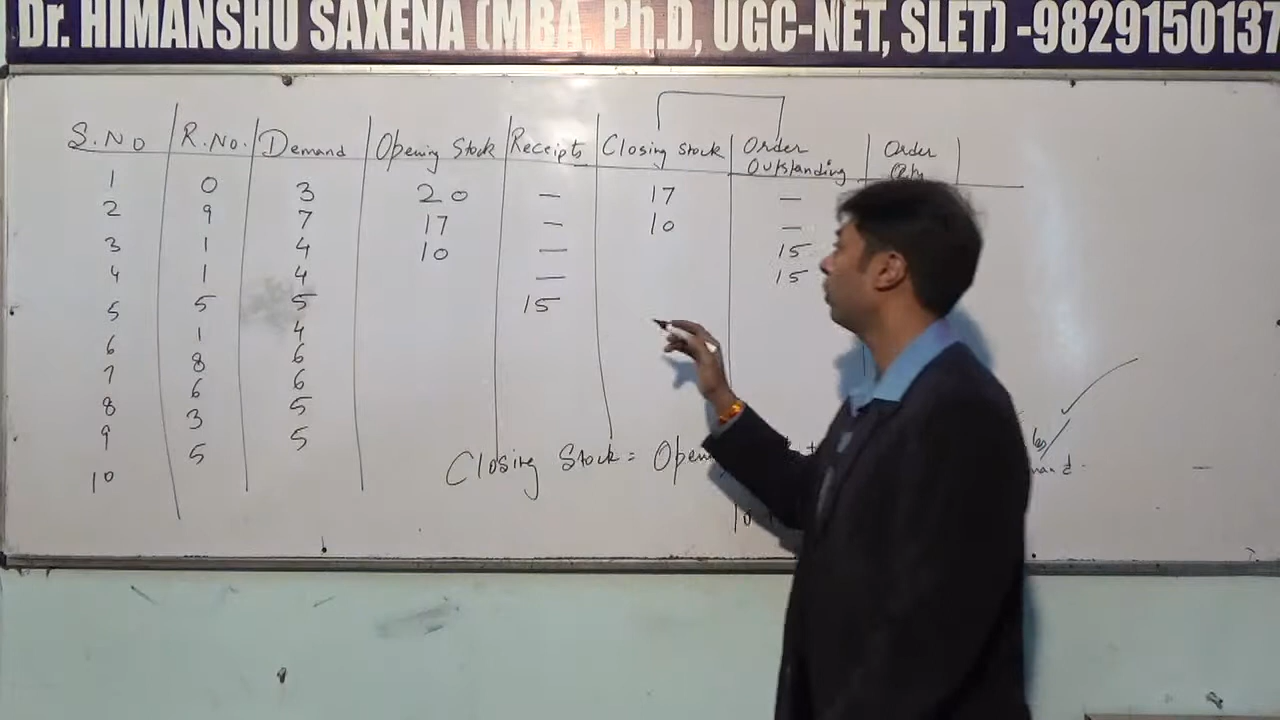 Dr. HIMANSHU SAXENA (MBA, Ph.D, UGC-NET, SLET) -9829150137
S.No R.No. Demand Opening Stock Receipts Closing Stock Order Outstanding Order
1 0 3 20 — 17 —
2 9 7 17 — 10 —
3 1 4 10 — 15
4 1 4 — 15
5 5 5 15
6 1 4
7 8 6
8 6 6
9 3 5
10 5 5
Closing Stock =